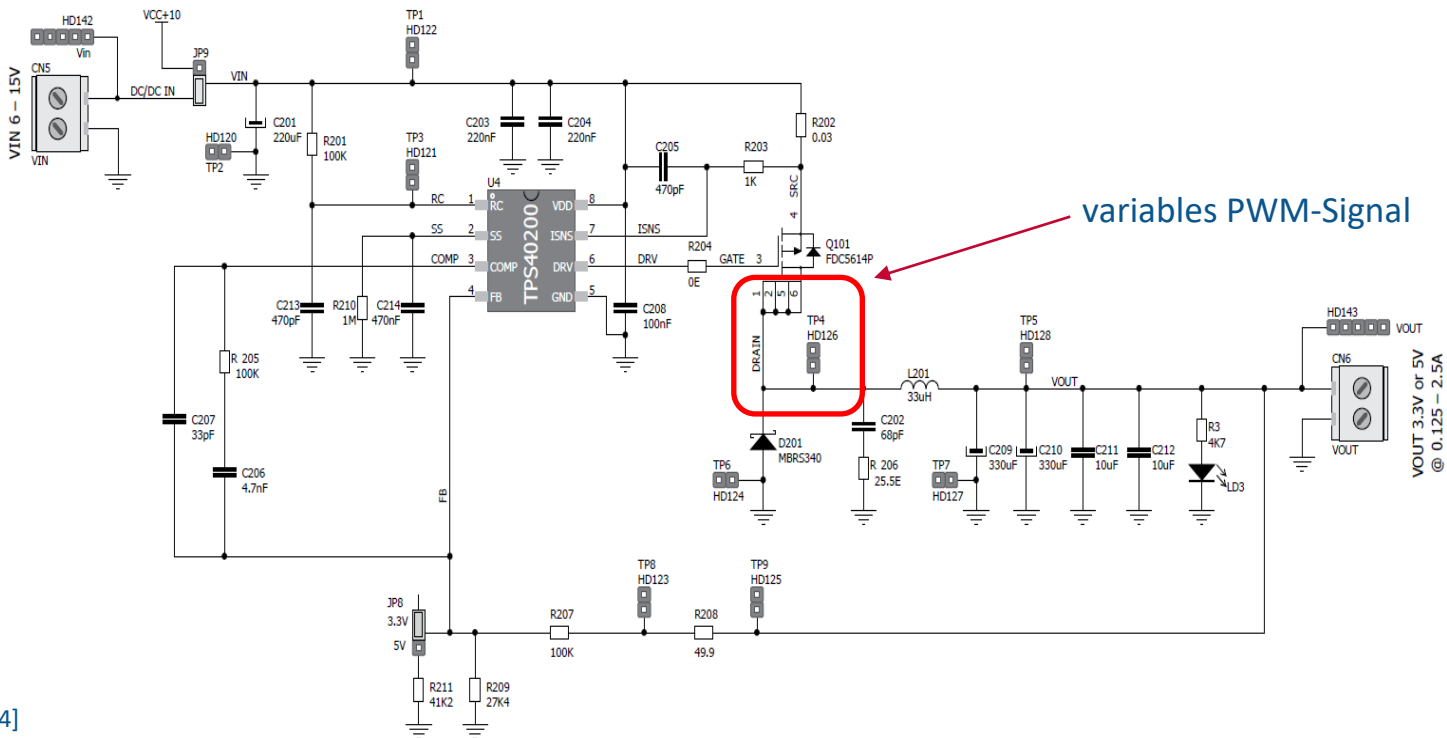 HD142
Vin
VCC+10
JP9
TP1
HD122
CN5
VIN 6 – 15V
VIN
DC/DC IN
VIN
C201
220uF
HD120
TP2
R201
100K
TP3
HD121
C203
220nF
C204
220nF
C205
470pF
R203
1K
R202
0.03
SRC
4
U4
TPS40200
RC
1
RC
SS
2
SS
COMP
3
COMP
4
FB
VDD
8
ISNS
7
ISNS
DRV
6
DRV
GND
5
R204
0E
GATE
3
Q101
FDC5614P
variables PWM-Signal
1
2
5
6
DRAIN
TP4
HD126
C213
470pF
R210
1M
C214
470nF
C208
100nF
R 205
100K
C207
33pF
C206
4.7nF
FB
L201
33uH
TP5
HD128
VOUT
HD143
VOUT
CN6
VOUT
VOUT 3.3V or 5V
@ 0.125 – 2.5A
D201
MBRS340
TP6
HD124
C202
68pF
R 206
25.5E
TP7
HD127
C209
330uF
C210
330uF
C211
10uF
C212
10uF
R3
4K7
LD3
TP8
HD123
TP9
HD125
JP8
3.3V
5V
R207
100K
R208
49.9
R211
41K2
R209
27K4
4]